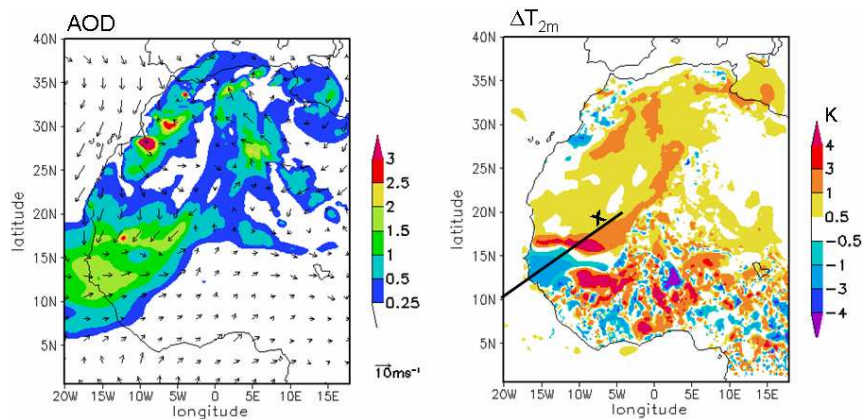 AOD
40N
35N
30N
25N
20N
15N
10N
5N
latitude
20W 15W 10W 5W 0 5E 10E 15E
longitude
3
2.5
2
1.5
1
0.5
0.25
10ms⁻¹
ΔT2m
40N
35N
30N
25N
20N
15N
10N
5N
latitude
x
20W 15W 10W 5W 0 5E 10E 15E
longitude
K
4
3
2
1
0.5
-0.5
-1
-2
-3
-4